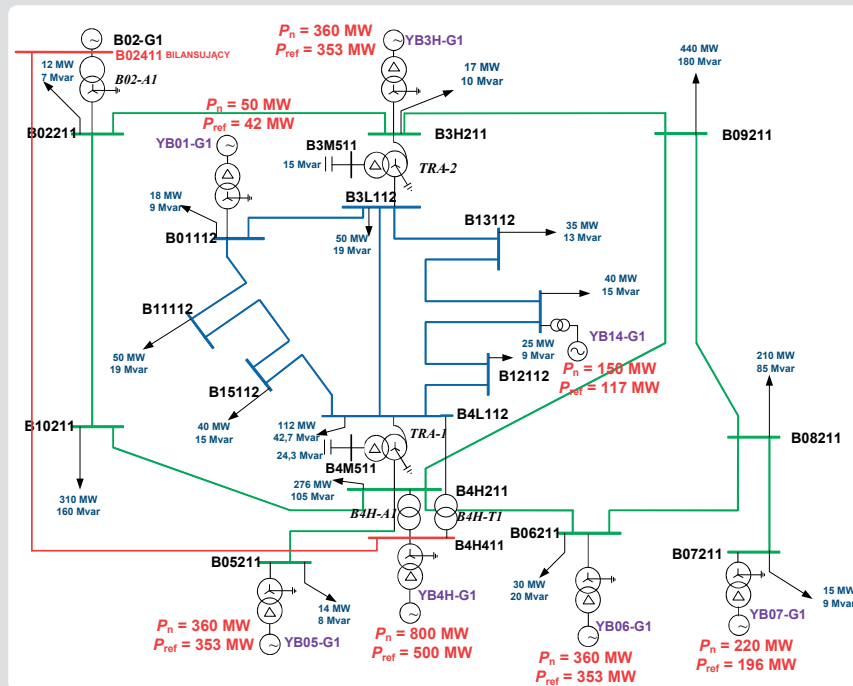 B02-G1
B02411 BILANSUJĄCY
12 MW
7 Mvar
B02-A1
B02211
Pn = 360 MW
Pref = 353 MW
YB3H-G1
17 MW
10 Mvar
440 MW
180 Mvar
B09211
Pn = 50 MW
Pref = 42 MW
YB01-G1
B3H211
B3M511
15 Mvar
TRA-2
18 MW
9 Mvar
B01112
B3L112
50 MW
19 Mvar
B13112
35 MW
13 Mvar
40 MW
15 Mvar
B11112
50 MW
19 Mvar
YB14-G1
25 MW
9 Mvar
B12112
Pn = 150 MW
Pref = 117 MW
B15112
40 MW
15 Mvar
210 MW
85 Mvar
B10211
310 MW
160 Mvar
112 MW
42,7 Mvar
TRA-1
B4L112
24,3 Mvar
B4M511
B08211
276 MW
105 Mvar
B4H211
B4H-A1
B4H-T1
B4H411
B06211
B05211
30 MW
20 Mvar
B07211
14 MW
8 Mvar
YB4H-G1
15 MW
9 Mvar
Pn = 360 MW
Pref = 353 MW
YB05-G1
Pn = 800 MW
Pref = 500 MW
YB06-G1
Pn = 360 MW
Pref = 353 MW
YB07-G1
Pn = 220 MW
Pref = 196 MW